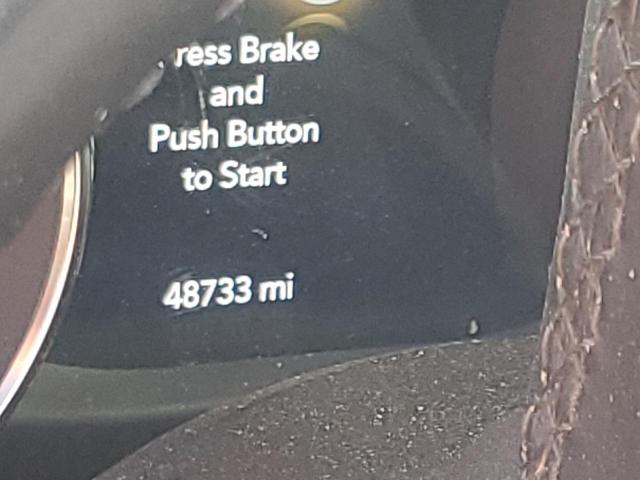 ress Brake
and
Push Button
to Start
48733 mi